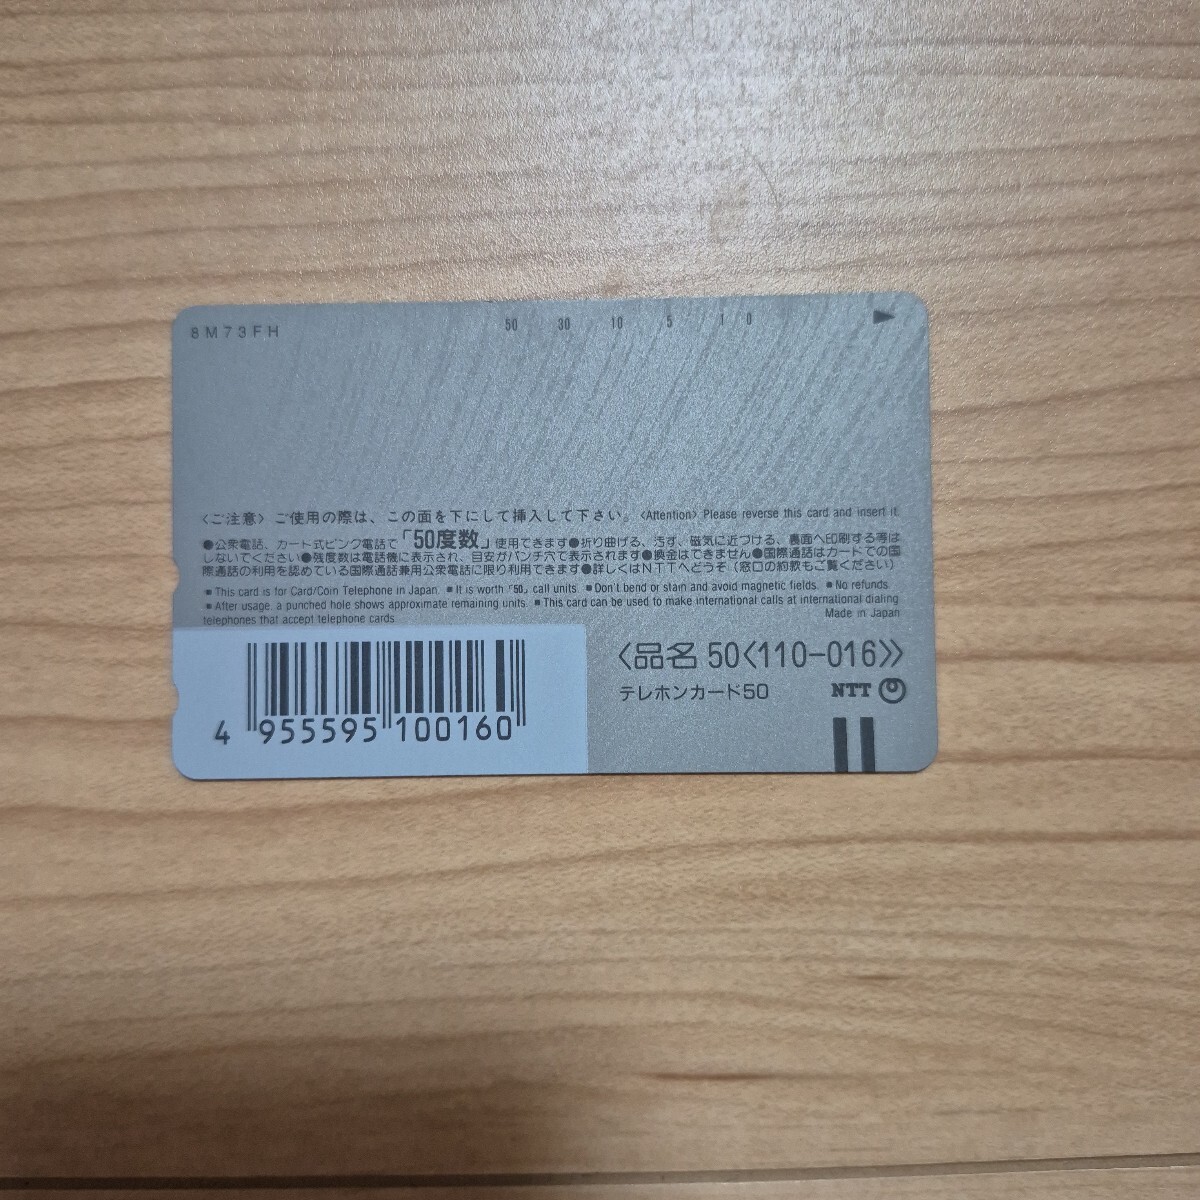 8M73FH
50 30 10 5 1 0
〈ご注意〉ご使用の際は、この面を下にして挿入して下さい。〈Attention〉Please reverse this card and insert it.
●公衆電話、カード式ピンク電話で「50度数」使用できます●折り曲げる、汚す、磁気に近づける、裏面へ印刷する等は
しないでください●残度数は電話機に表示され、目安がパンチ穴で表示されます●換金はできません●国際通話はカードでの国
際通話の利用を認めている国際通話兼用公衆電話に限り利用できます●詳しくはNTTへどうぞ（窓口の約款もご覧ください）
■This card is for Card/Coin Telephone in Japan. ■It is worth「50」call units. ■Don't bend or stain and avoid magnetic fields. ■No refunds.
■After usage. a punched hole shows approximate remaining units. ■This card can be used to make international calls at international dialing
telephones that accept telephone cards. Made in Japan
〈品名 50〈110-016〉〉
テレホンカード50 NTT
4 955595 100160